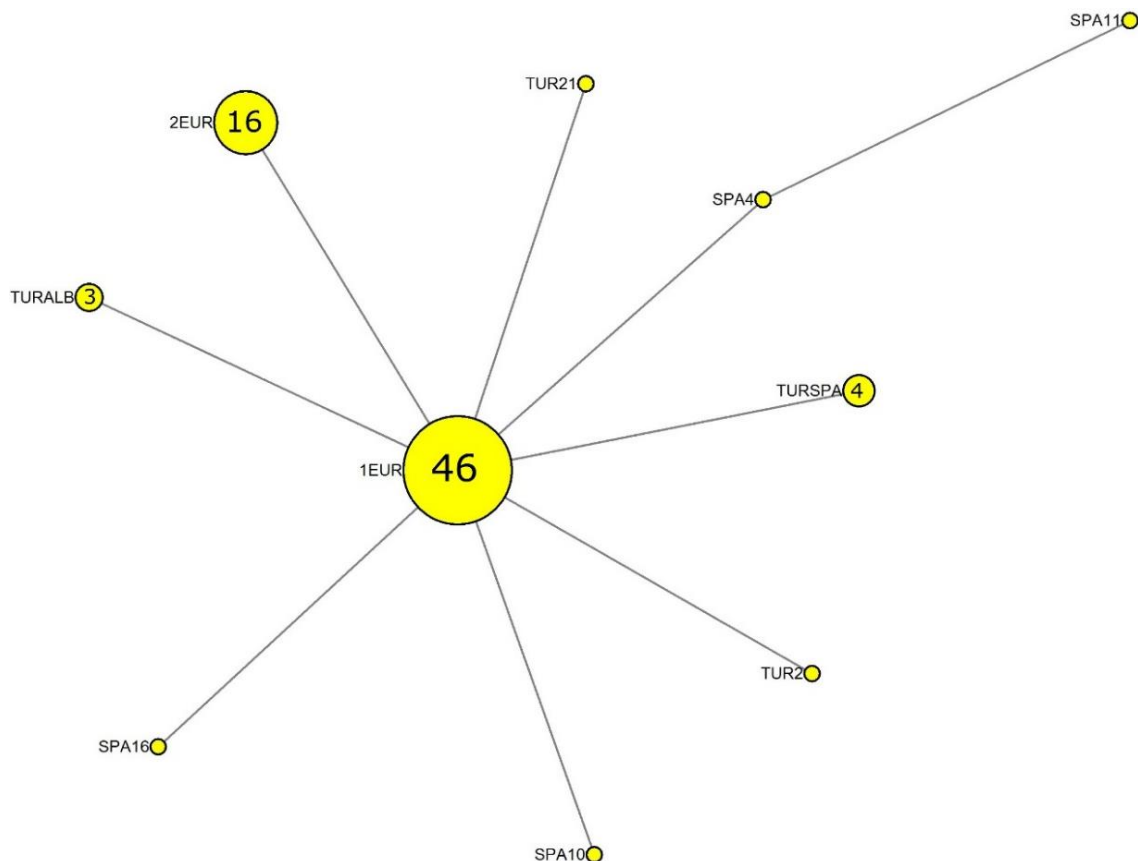 SPA11
TUR21
2EUR 16
SPA4
TURALB 3
TURSPA 4
1EUR 46
TUR2
SPA16
SPA10